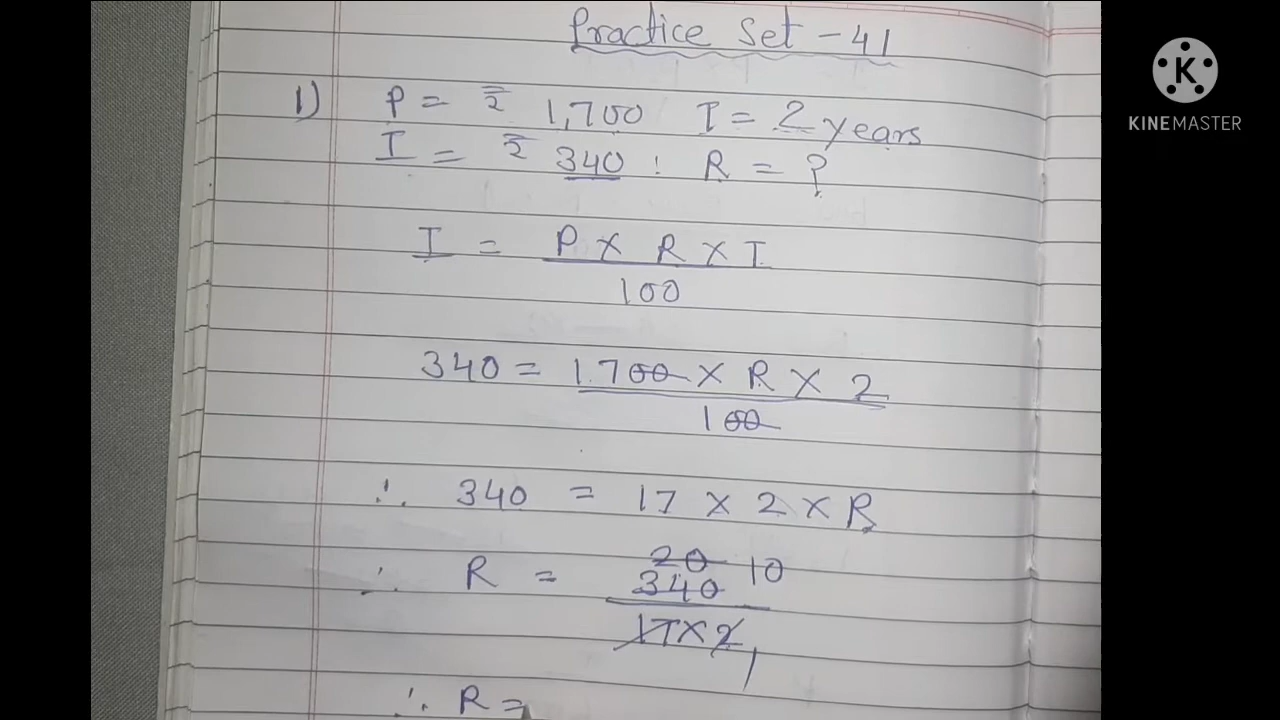 Practice Set - 41
1) P = ₹ 1,700 T = 2 years
I = ₹ 340 : R = ?
I = P × R × T
100
340 = 1700 × R × 2
100
∴ 340 = 17 × 2 × R
20
∴ R = 340 10
17 × 2 1
∴ R =
K
KINEMASTER